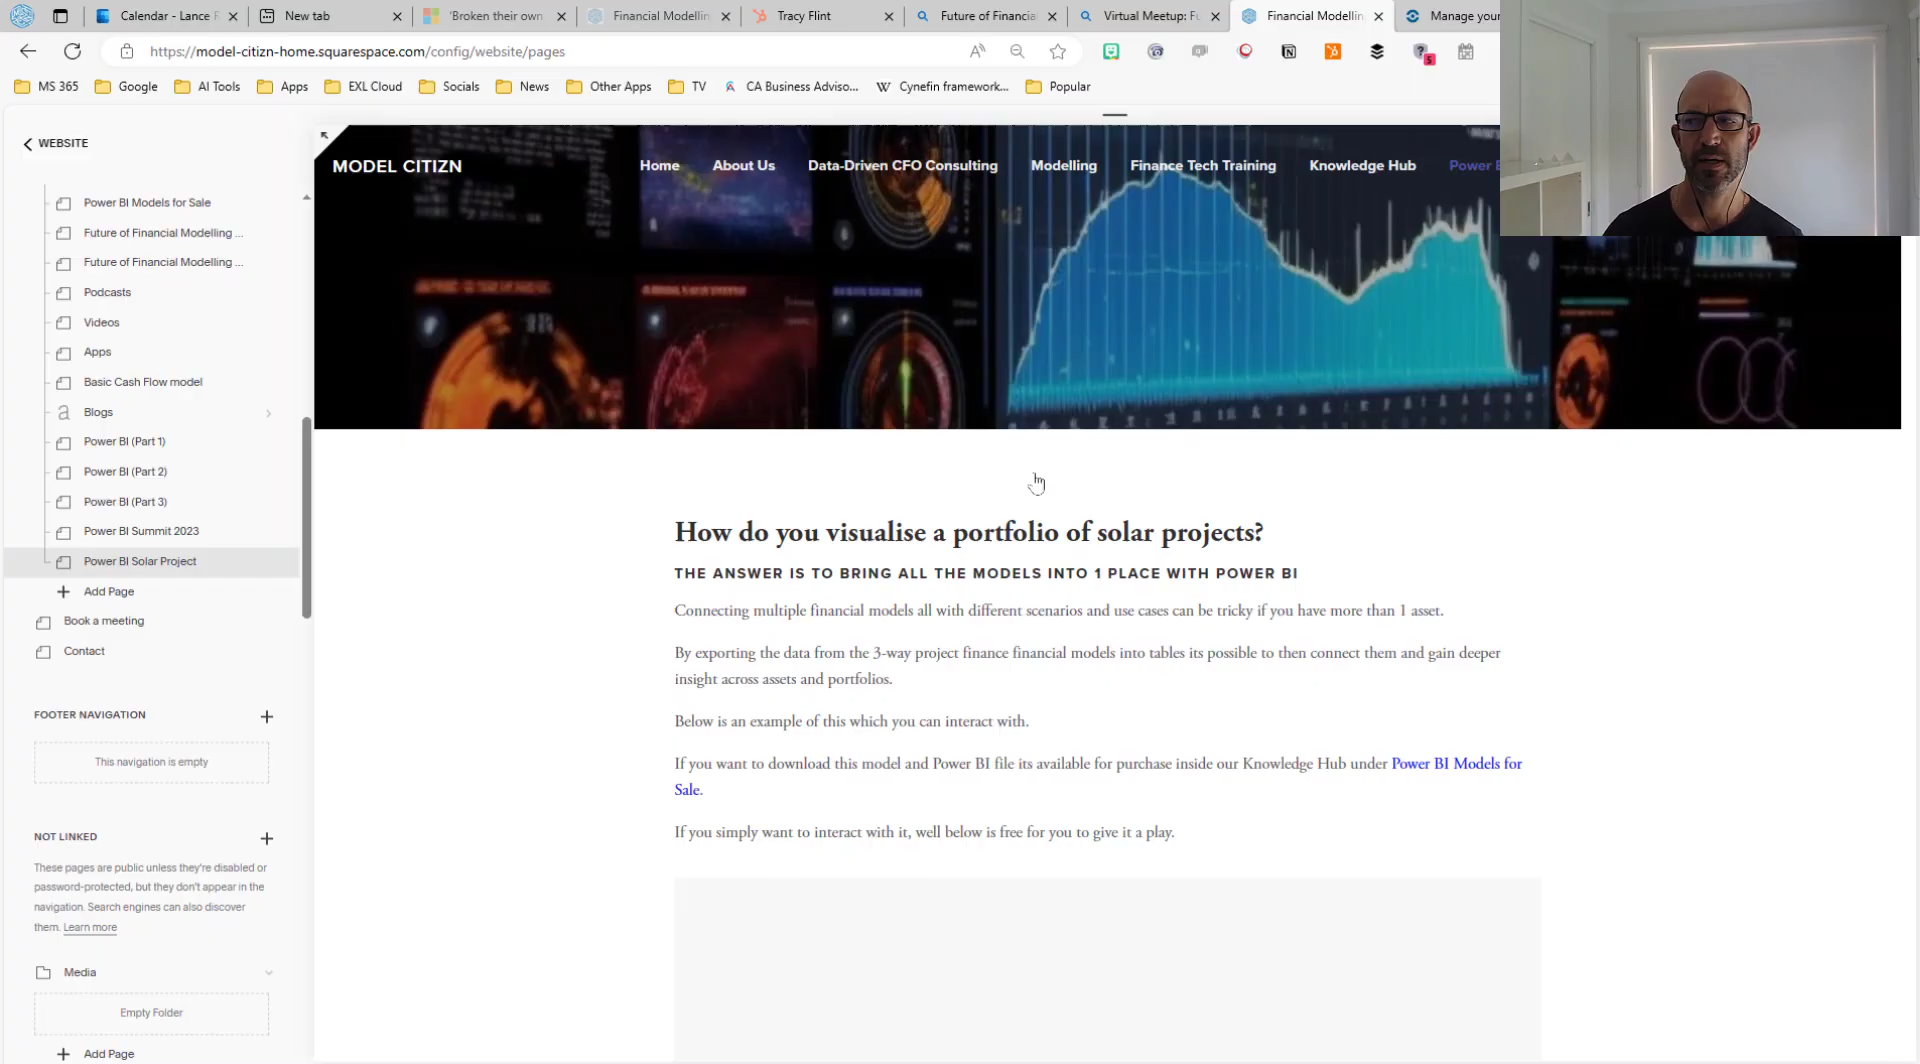 Calendar - Lance R
New tab
'Broken their own
Financial Modellin
Tracy Flint
Future of Financia
Virtual Meetup: Fu
Financial Modellin
Manage your
https://model-citizn-home.squarespace.com/config/website/pages
MS 365
Google
AI Tools
Apps
EXL Cloud
Socials
News
Other Apps
TV
CA Business Adviso...
Cynefin framework...
Popular
WEBSITE
Power BI Models for Sale
Future of Financial Modelling ...
Future of Financial Modelling ...
Podcasts
Videos
Apps
Basic Cash Flow model
Blogs
Power BI (Part 1)
Power BI (Part 2)
Power BI (Part 3)
Power BI Summit 2023
Power BI Solar Project
Add Page
Book a meeting
Contact
FOOTER NAVIGATION
This navigation is empty
NOT LINKED
These pages are public unless they're disabled or
password-protected, but they don't appear in the
navigation. Search engines can also discover
them. Learn more
Media
Empty Folder
Add Page
MODEL CITIZN
Home
About Us
Data-Driven CFO Consulting
Modelling
Finance Tech Training
Knowledge Hub
Power B
How do you visualise a portfolio of solar projects?
THE ANSWER IS TO BRING ALL THE MODELS INTO 1 PLACE WITH POWER BI
Connecting multiple financial models all with different scenarios and use cases can be tricky if you have more than 1 asset.
By exporting the data from the 3-way project finance financial models into tables its possible to then connect them and gain deeper
insight across assets and portfolios.
Below is an example of this which you can interact with.
If you want to download this model and Power BI file its available for purchase inside our Knowledge Hub under Power BI Models for
Sale.
If you simply want to interact with it, well below is free for you to give it a play.